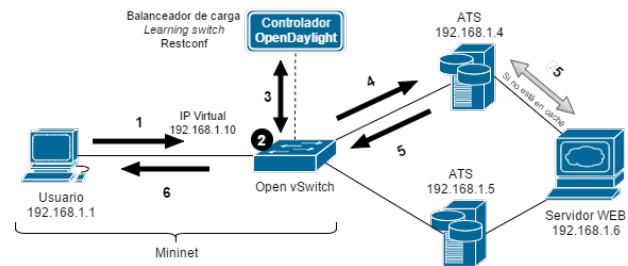 Balanceador de carga
Learning switch
Restconf
Controlador
OpenDaylight
ATS
192.168.1.4
1
IP Virtual
192.168.1.10
2
3
4
5
5
Si no está en caché
6
Usuario
192.168.1.1
Open vSwitch
ATS
192.168.1.5
Servidor WEB
192.168.1.6
Mininet